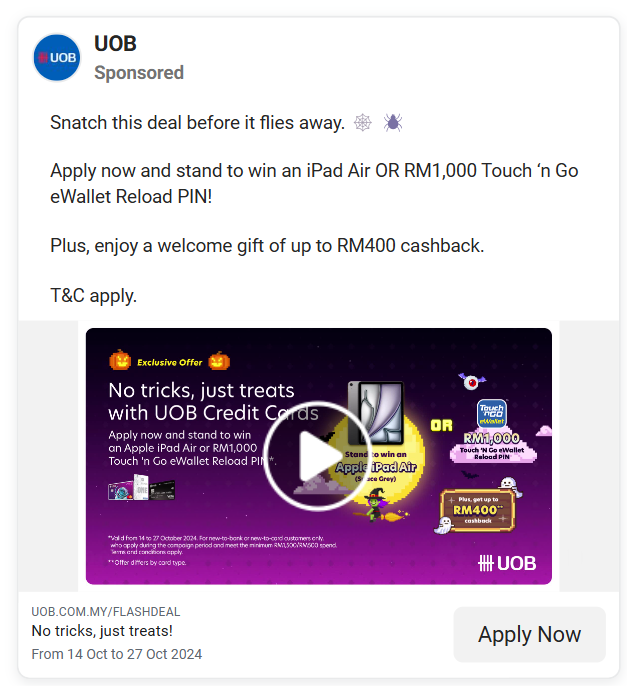 UOB
UOB
Sponsored
Snatch this deal before it flies away.
Apply now and stand to win an iPad Air OR RM1,000 Touch ‘n Go
eWallet Reload PIN!
Plus, enjoy a welcome gift of up to RM400 cashback.
T&C apply.
Exclusive Offer
No tricks, just treats
with UOB Credit Cards
Apply now and stand to win
an Apple iPad Air or RM1,000
Touch 'n Go eWallet Reload PIN*.
Stand to win an
Apple iPad Air
(Space Grey)
OR
Touch 'n GO
eWallet
RM1,000
Touch 'N Go eWallet
Reload PIN
Plus, get up to
RM400**
cashback
*Valid from 14 to 27 October 2024. For new-to-bank or new-to-card customers only,
who apply during the campaign period and meet the minimum RM1,500/RM600 spend.
Terms and conditions apply.
**Offer differs by card type.
UOB
UOB.COM.MY/FLASHDEAL
No tricks, just treats!
From 14 Oct to 27 Oct 2024
Apply Now